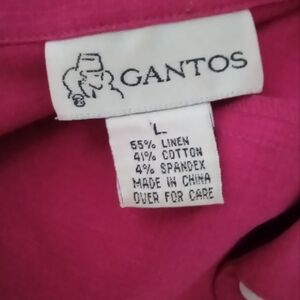 GANTOS
L
55% LINEN
41% COTTON
4% SPANDEX
MADE IN CHINA
OVER FOR CARE